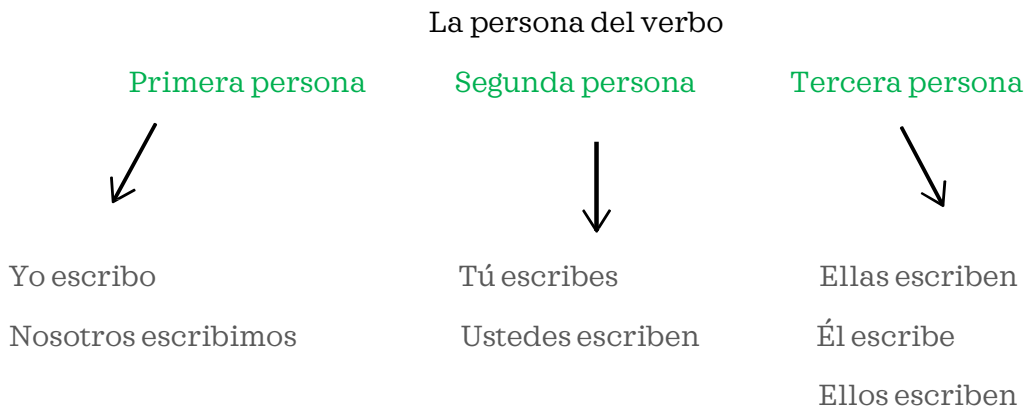 La persona del verbo
Primera persona
Segunda persona
Tercera persona
Yo escribo
Tú escribes
Ellas escriben
Nosotros escribimos
Ustedes escriben
Él escribe
Ellos escriben